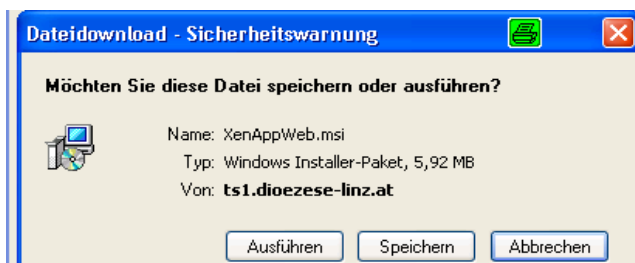 Dateidownload - Sicherheitswarnung
Möchten Sie diese Datei speichern oder ausführen?
Name: XenAppWeb.msi
Typ: Windows Installer-Paket, 5,92 MB
Von: ts1.dioezese-linz.at
Ausführen Speichern Abbrechen